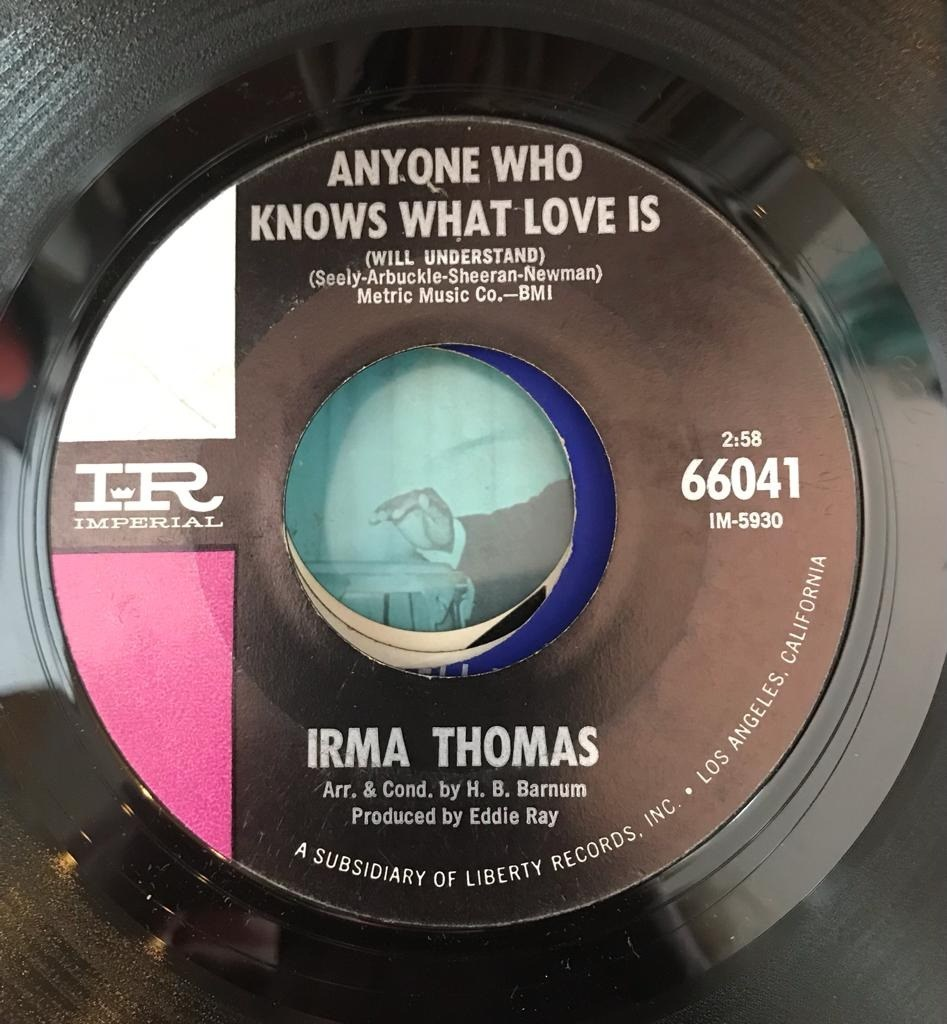 ANYONE WHO
KNOWS WHAT LOVE IS
(WILL UNDERSTAND)
(Seely-Arbuckle-Sheeran-Newman)
Metric Music Co.—BMI
IR
IMPERIAL
2:58
66041
IM-5930
IRMA THOMAS
Arr. & Cond. by H. B. Barnum
Produced by Eddie Ray
A SUBSIDIARY OF LIBERTY RECORDS, INC. • LOS ANGELES, CALIFORNIA